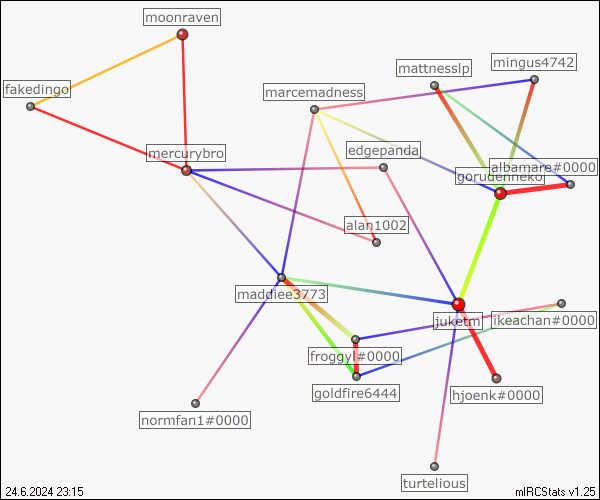 moonraven
mingus4742
mattnesslp
fakedingo
marcemadness
edgepanda
mercurybro
albamare#0000
gorudenneko
alan1002
maddiee3773
juketm
ikeachan#0000
froggyl#0000
goldfire6444
hjoenk#0000
normfan1#0000
turtelious
24.6.2024 23:15
mIRCStats v1.25